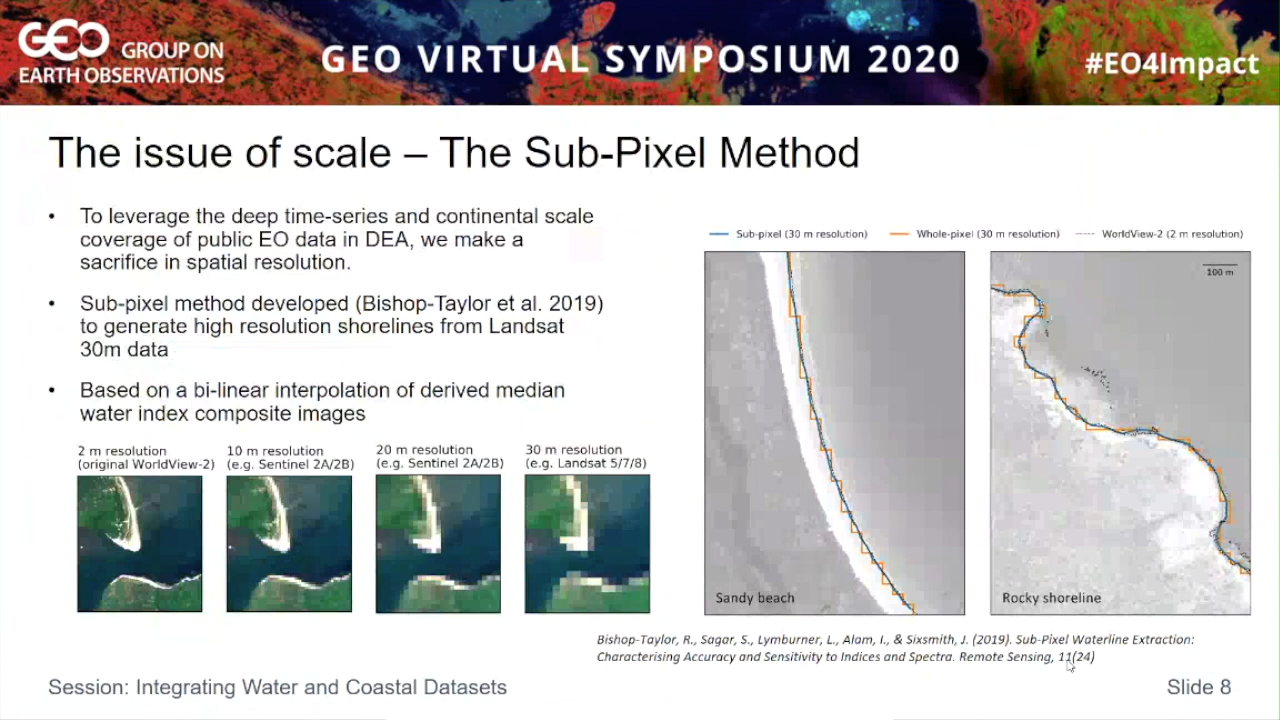 GEO GROUP ON
EARTH OBSERVATIONS
GEO VIRTUAL SYMPOSIUM 2020
#EO4Impact
The issue of scale – The Sub-Pixel Method
• To leverage the deep time-series and continental scale
coverage of public EO data in DEA, we make a
sacrifice in spatial resolution.
• Sub-pixel method developed (Bishop-Taylor et al. 2019)
to generate high resolution shorelines from Landsat
30m data
• Based on a bi-linear interpolation of derived median
water index composite images
2 m resolution
(original WorldView-2)
10 m resolution
(e.g. Sentinel 2A/2B)
20 m resolution
(e.g. Sentinel 2A/2B)
30 m resolution
(e.g. Landsat 5/7/8)
Sub-pixel (30 m resolution)
Whole-pixel (30 m resolution)
WorldView-2 (2 m resolution)
100 m
Sandy beach
Rocky shoreline
Bishop-Taylor, R., Sagar, S., Lymburner, L., Alam, I., & Sixsmith, J. (2019). Sub-Pixel Waterline Extraction:
Characterising Accuracy and Sensitivity to Indices and Spectra. Remote Sensing, 11(24)
Session: Integrating Water and Coastal Datasets
Slide 8